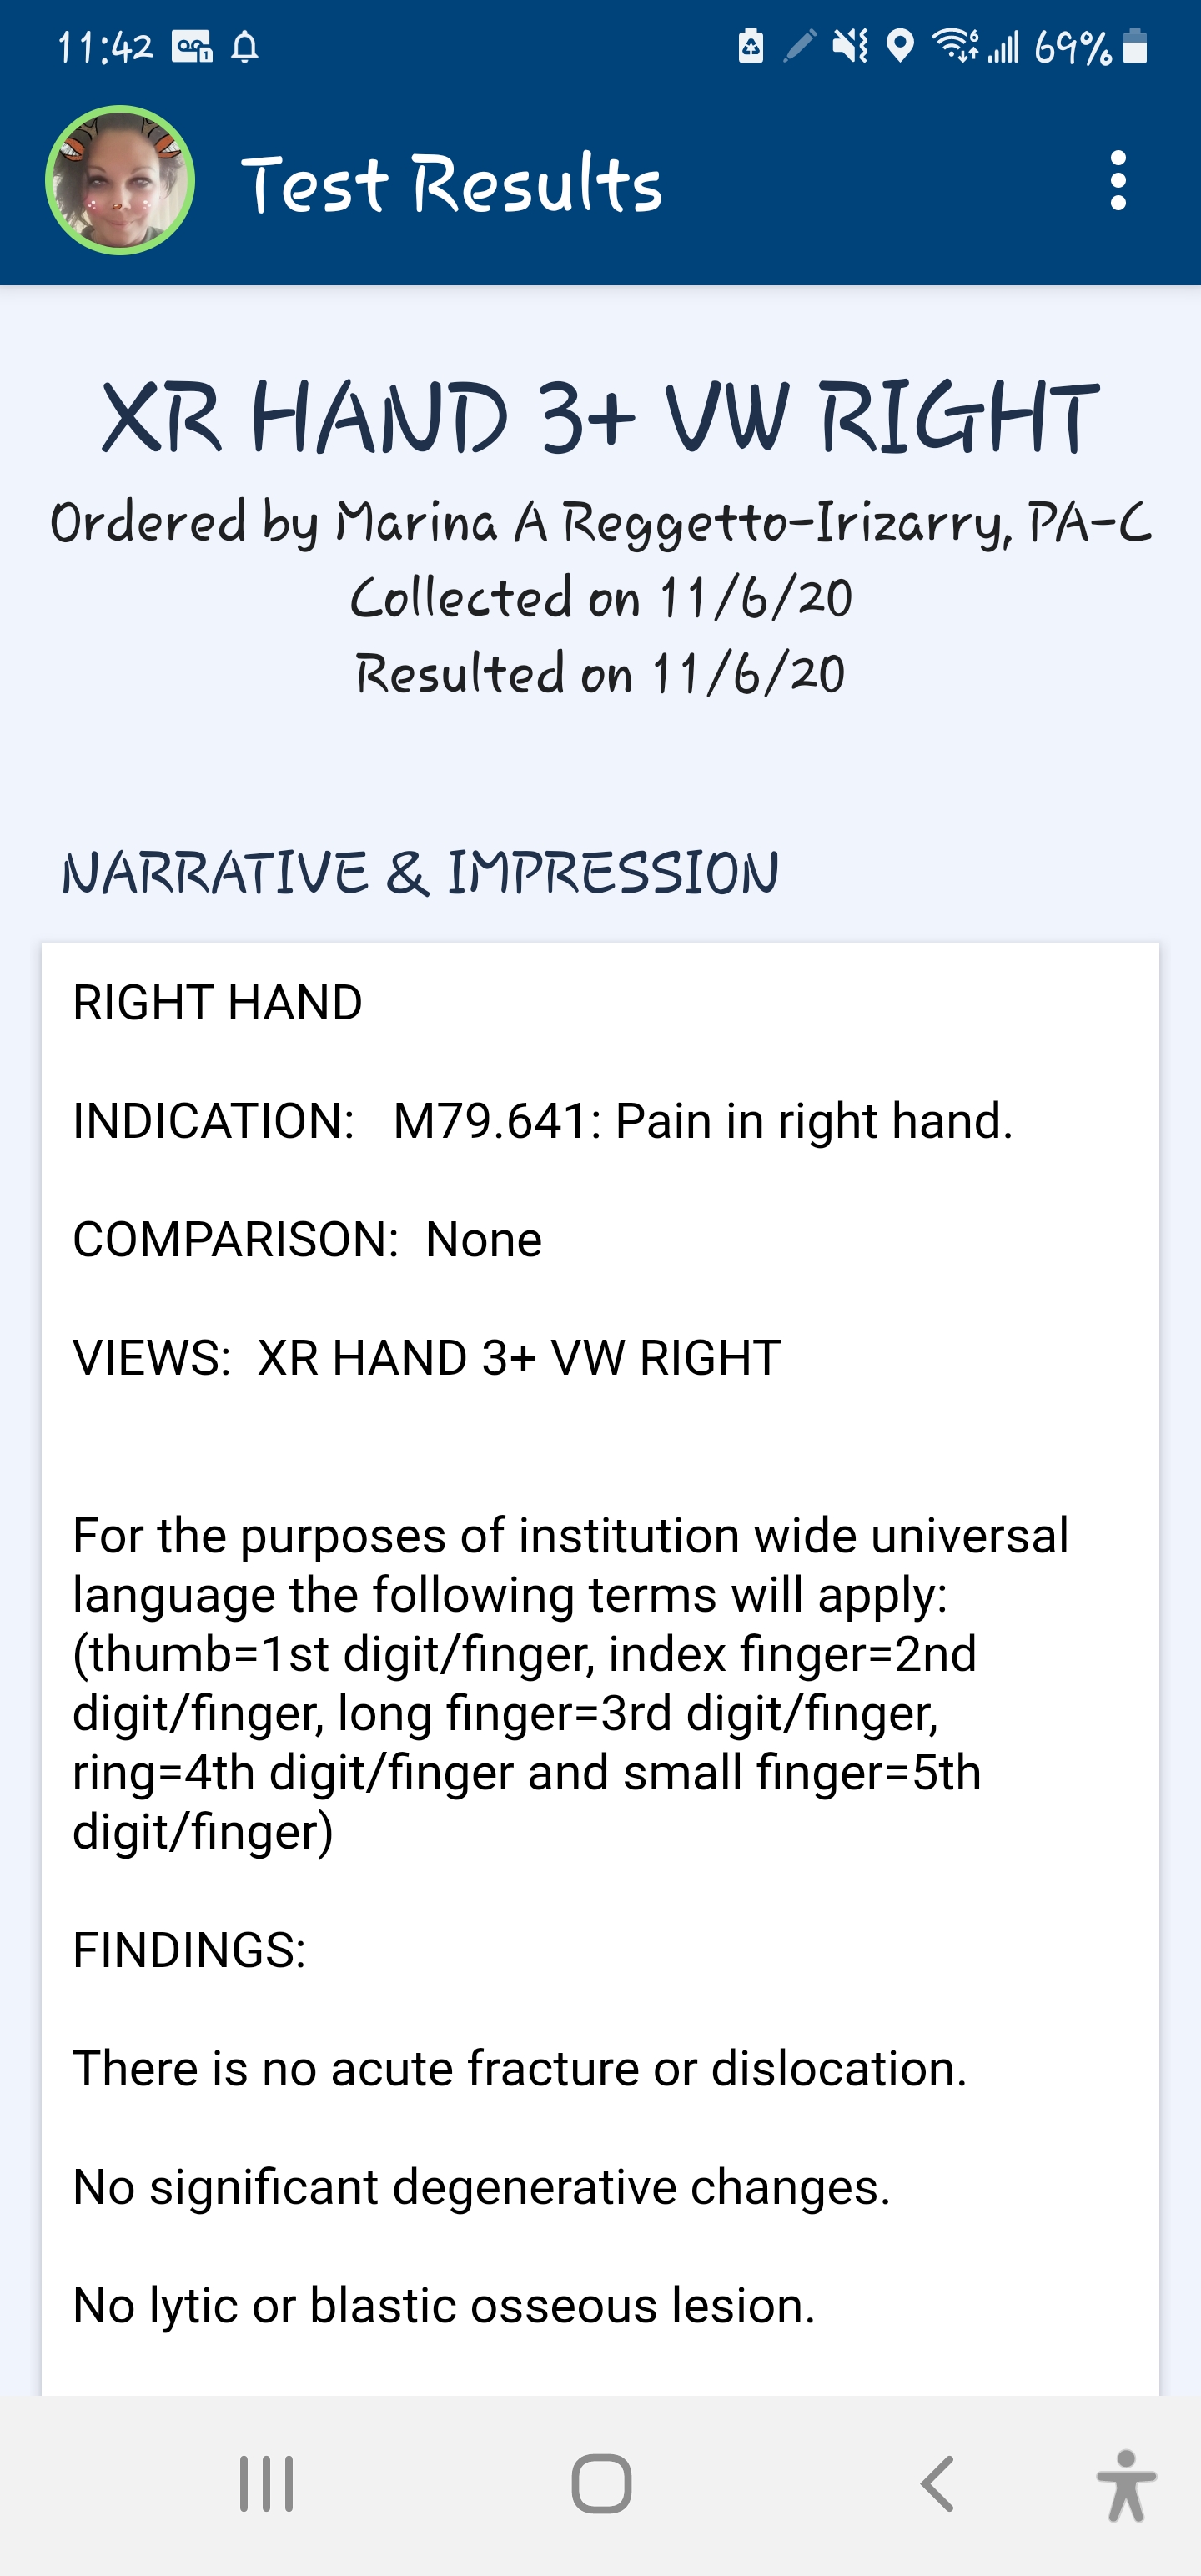 11:42
6 69%
Test Results
XR HAND 3+ VW RIGHT
Ordered by Marina A Reggetto-Irizarry, PA-C
Collected on 11/6/20
Resulted on 11/6/20
NARRATIVE & IMPRESSION
RIGHT HAND
INDICATION: M79.641: Pain in right hand.
COMPARISON: None
VIEWS: XR HAND 3+ VW RIGHT
For the purposes of institution wide universal
language the following terms will apply:
(thumb=1st digit/finger, index finger=2nd
digit/finger, long finger=3rd digit/finger,
ring=4th digit/finger and small finger=5th
digit/finger)
FINDINGS:
There is no acute fracture or dislocation.
No significant degenerative changes.
No lytic or blastic osseous lesion.